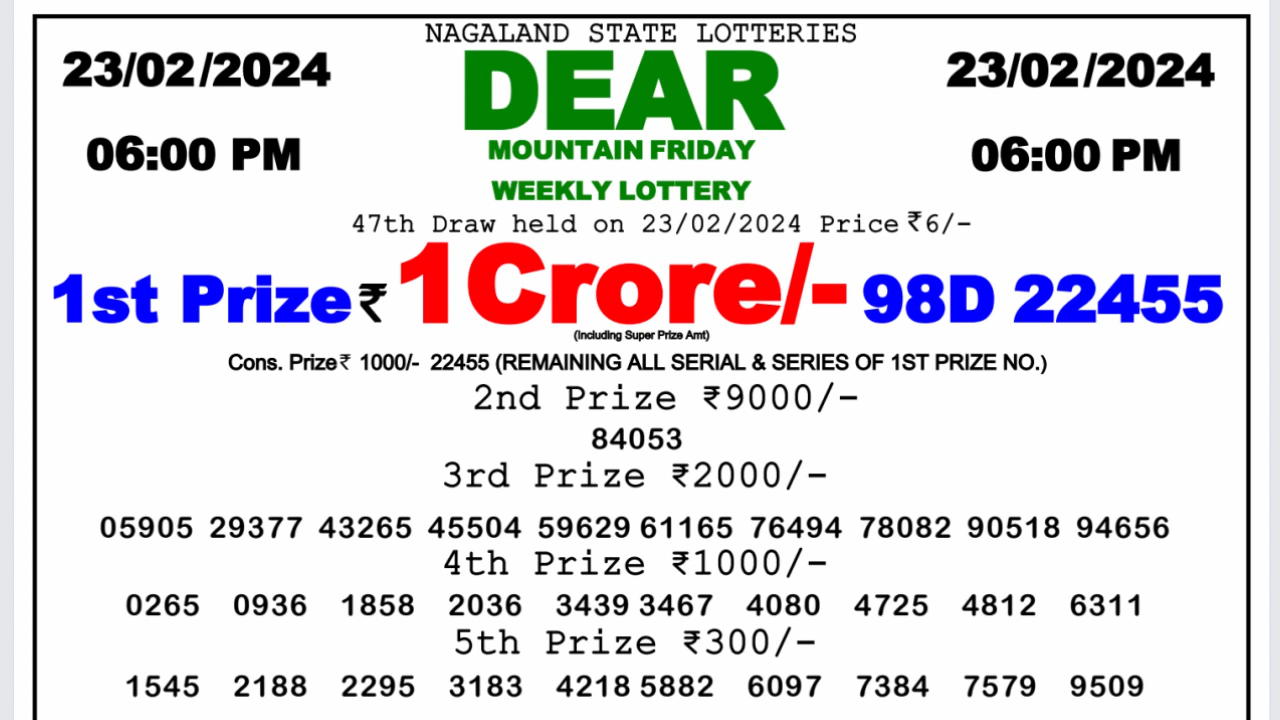 NAGALAND STATE LOTTERIES
23/02/2024 DEAR 23/02/2024
06:00 PM MOUNTAIN FRIDAY 06:00 PM
WEEKLY LOTTERY
47th Draw held on 23/02/2024 Price ₹6/-
1st Prize ₹ 1Crore/- 98D 22455
(Including Super Prize Amt)
Cons. Prize ₹ 1000/- 22455 (REMAINING ALL SERIAL & SERIES OF 1ST PRIZE NO.)
2nd Prize ₹9000/-
84053
3rd Prize ₹2000/-
05905 29377 43265 45504 59629 61165 76494 78082 90518 94656
4th Prize ₹1000/-
0265 0936 1858 2036 3439 3467 4080 4725 4812 6311
5th Prize ₹300/-
1545 2188 2295 3183 4218 5882 6097 7384 7579 9509